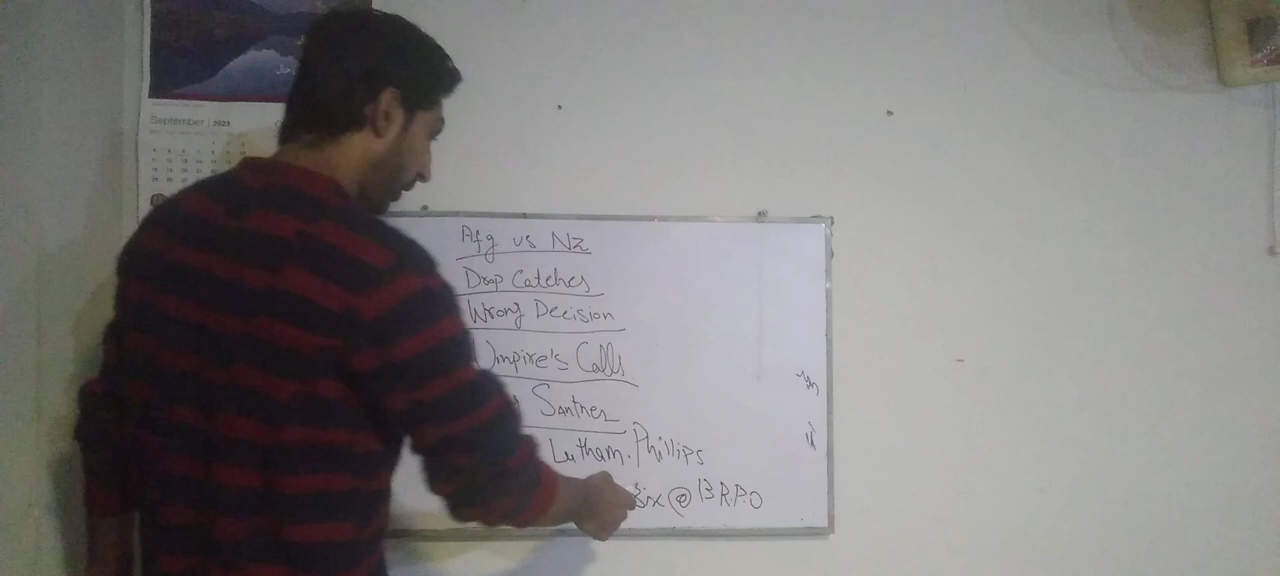 September | 2023
Afg vs NZ
Drop Catches
Wrong Decision
Umpire's Calls
Santner
Latham. Phillips
Six @ 13 R.P.O